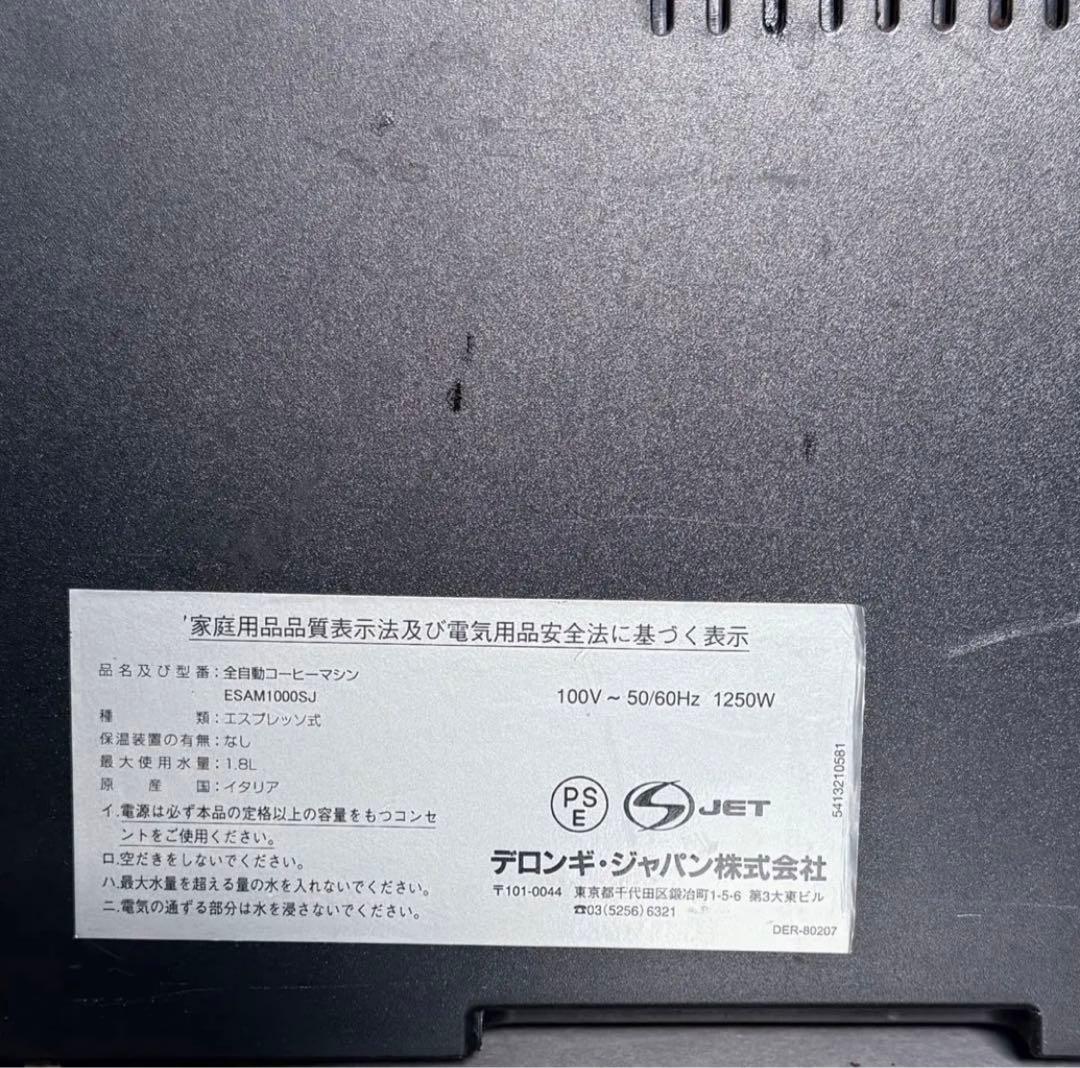 家庭用品品質表示法及び電気用品安全法に基づく表示
品名及び型番：全自動コーヒーマシン
ESAM1000SJ
種　　　　類：エスプレッソ式
保温装置の有無：なし
最大使用水量：1.8L
原　産　国：イタリア
イ.電源は必ず本品の定格以上の容量をもつコンセ
ントをご使用ください。
ロ.空だきをしないでください。
ハ.最大水量を超える量の水を入れないでください。
ニ.電気の通ずる部分は水を浸さないでください。
100V～50/60Hz 1250W
PS
E
JET
デロンギ・ジャパン株式会社
〒101-0044 東京都千代田区鍛冶町1-5-6 第3大東ビル
☎03(5256)6321
DER-80207
5413210581